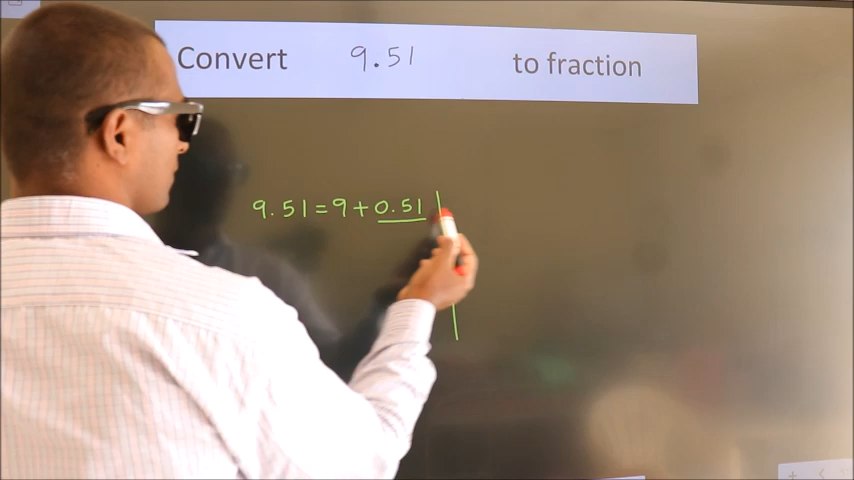 Convert 9.51 to fraction
9.51 = 9 + 0.51